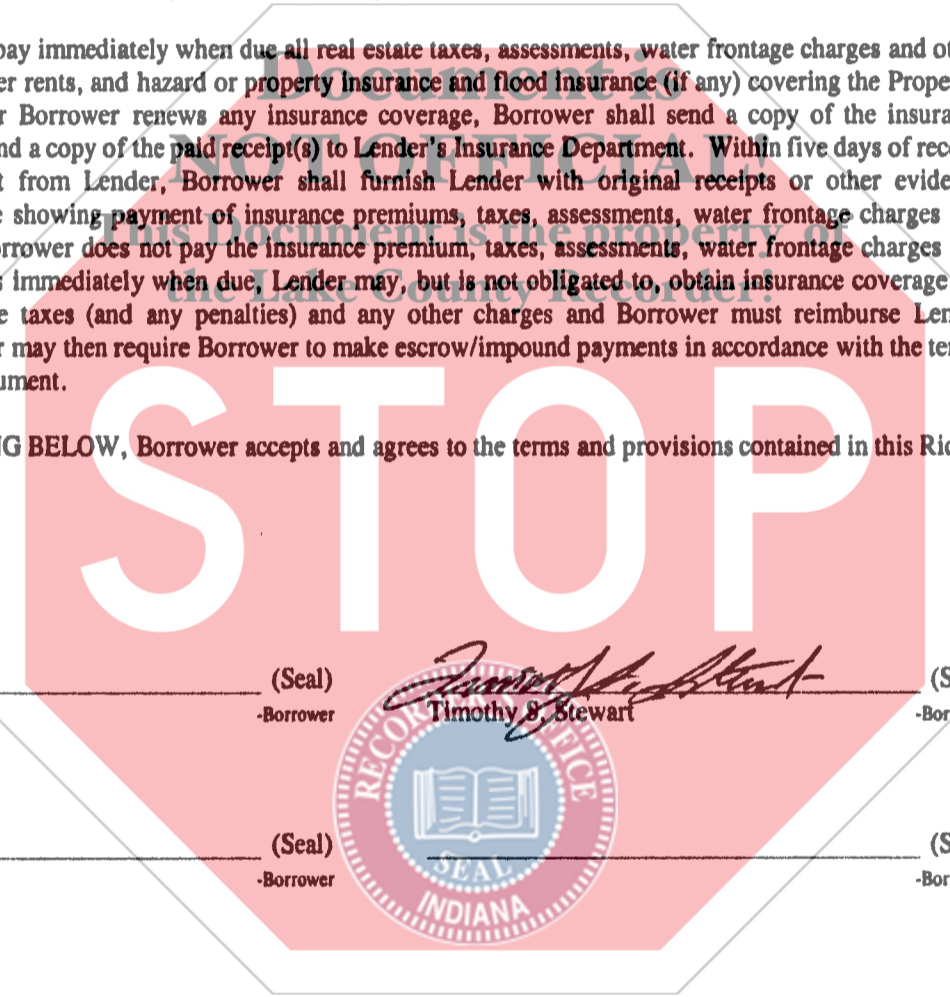 pay immediately when due all real estate taxes, assessments, water frontage charges and ot
er rents, and hazard or property insurance and flood insurance (if any) covering the Proper
r Borrower renews any insurance coverage, Borrower shall send a copy of the insura
nd a copy of the paid receipt(s) to Lender's Insurance Department. Within five days of rece
t from Lender, Borrower shall furnish Lender with original receipts or other evide
e showing payment of insurance premiums, taxes, assessments, water frontage charges
orrower does not pay the insurance premium, taxes, assessments, water frontage charges
s immediately when due, Lender may, but is not obligated to, obtain insurance coverage
e taxes (and any penalties) and any other charges and Borrower must reimburse Len
r may then require Borrower to make escrow/impound payments in accordance with the ter
ument.
Document is
NOT OFFICIAL!
This Document is the property of
the Lake County Recorder!
STOP
G BELOW, Borrower accepts and agrees to the terms and provisions contained in this Rid
(Seal)
-Borrower
Timothy S. Stewart
(S
-Bor
RECORDER'S OFFICE
SEAL
INDIANA
(Seal)
-Borrower
(S
-Bor